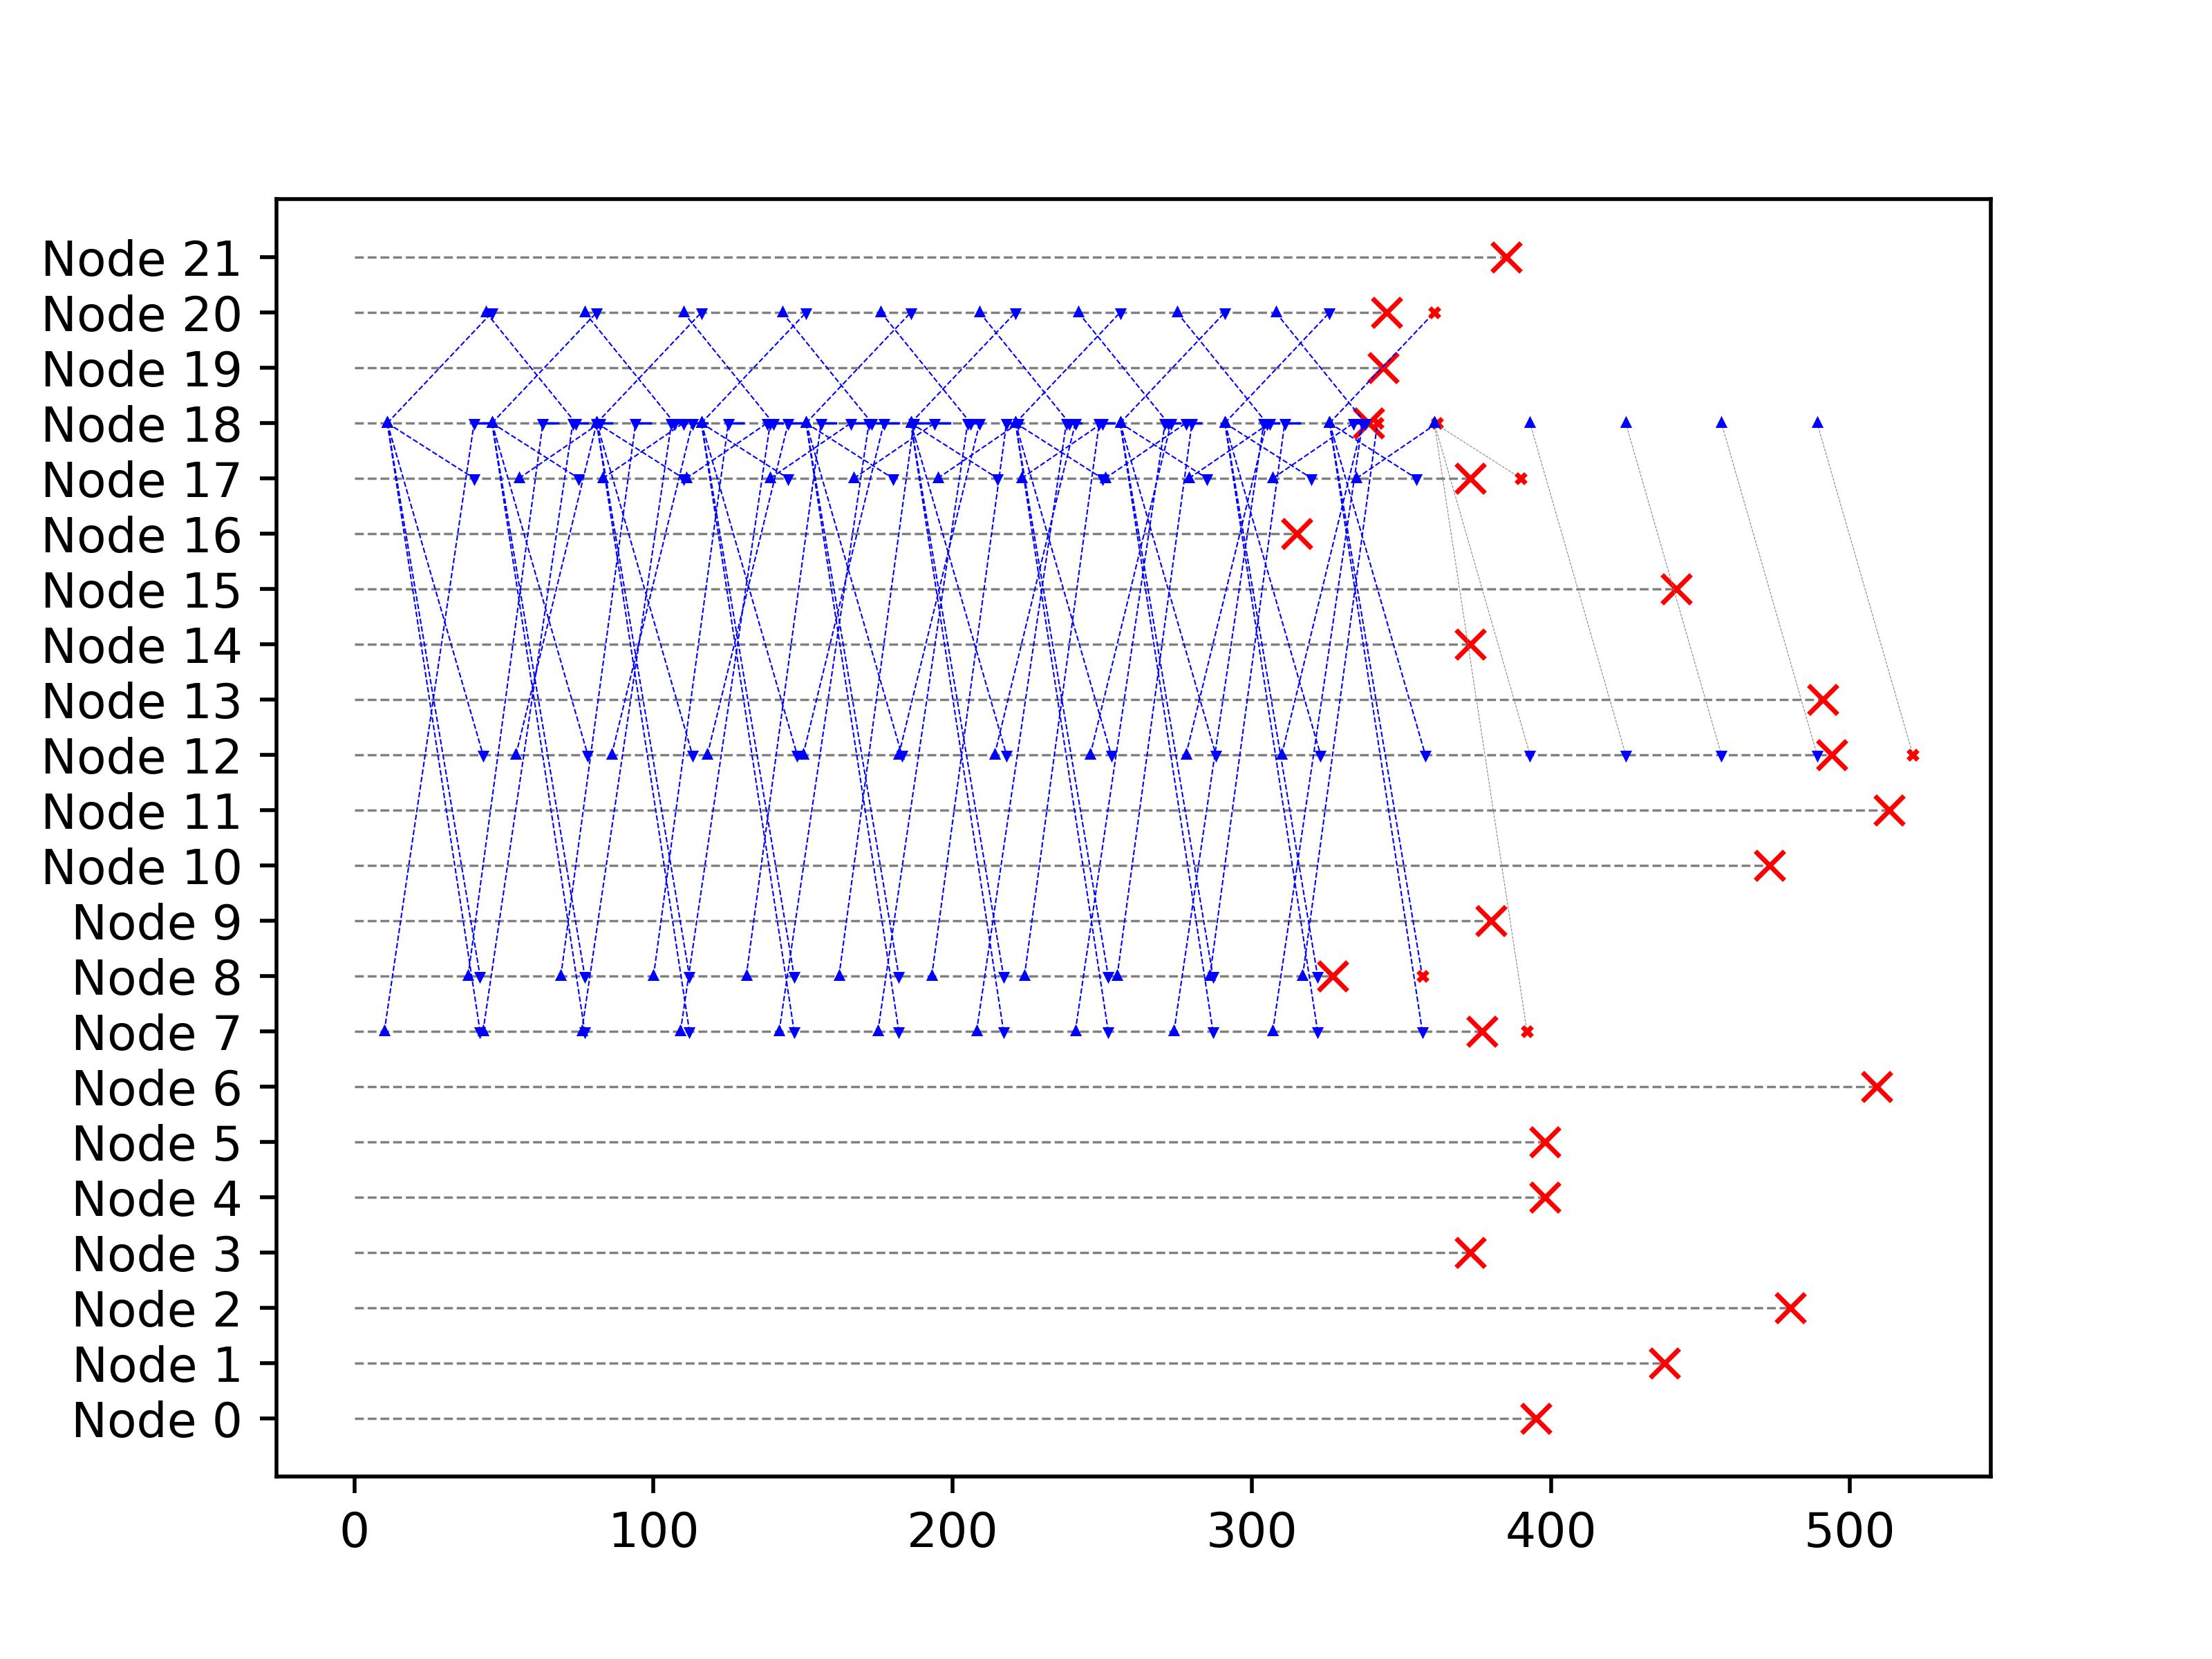 Node 21
Node 20
Node 19
Node 18
Node 17
Node 16
Node 15
Node 14
Node 13
Node 12
Node 11
Node 10
Node 9
Node 8
Node 7
Node 6
Node 5
Node 4
Node 3
Node 2
Node 1
Node 0
0 100 200 300 400 500